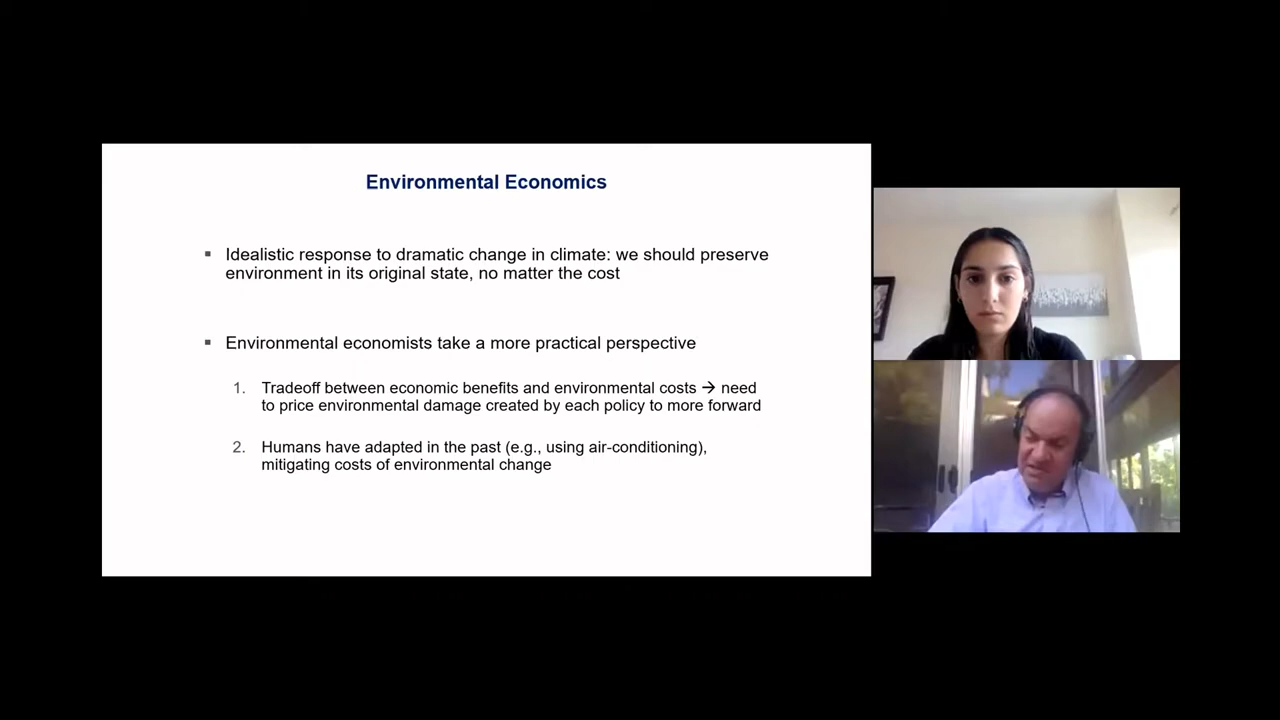 Environmental Economics
▪ Idealistic response to dramatic change in climate: we should preserve
environment in its original state, no matter the cost
▪ Environmental economists take a more practical perspective
1. Tradeoff between economic benefits and environmental costs → need
to price environmental damage created by each policy to more forward
2. Humans have adapted in the past (e.g., using air-conditioning),
mitigating costs of environmental change